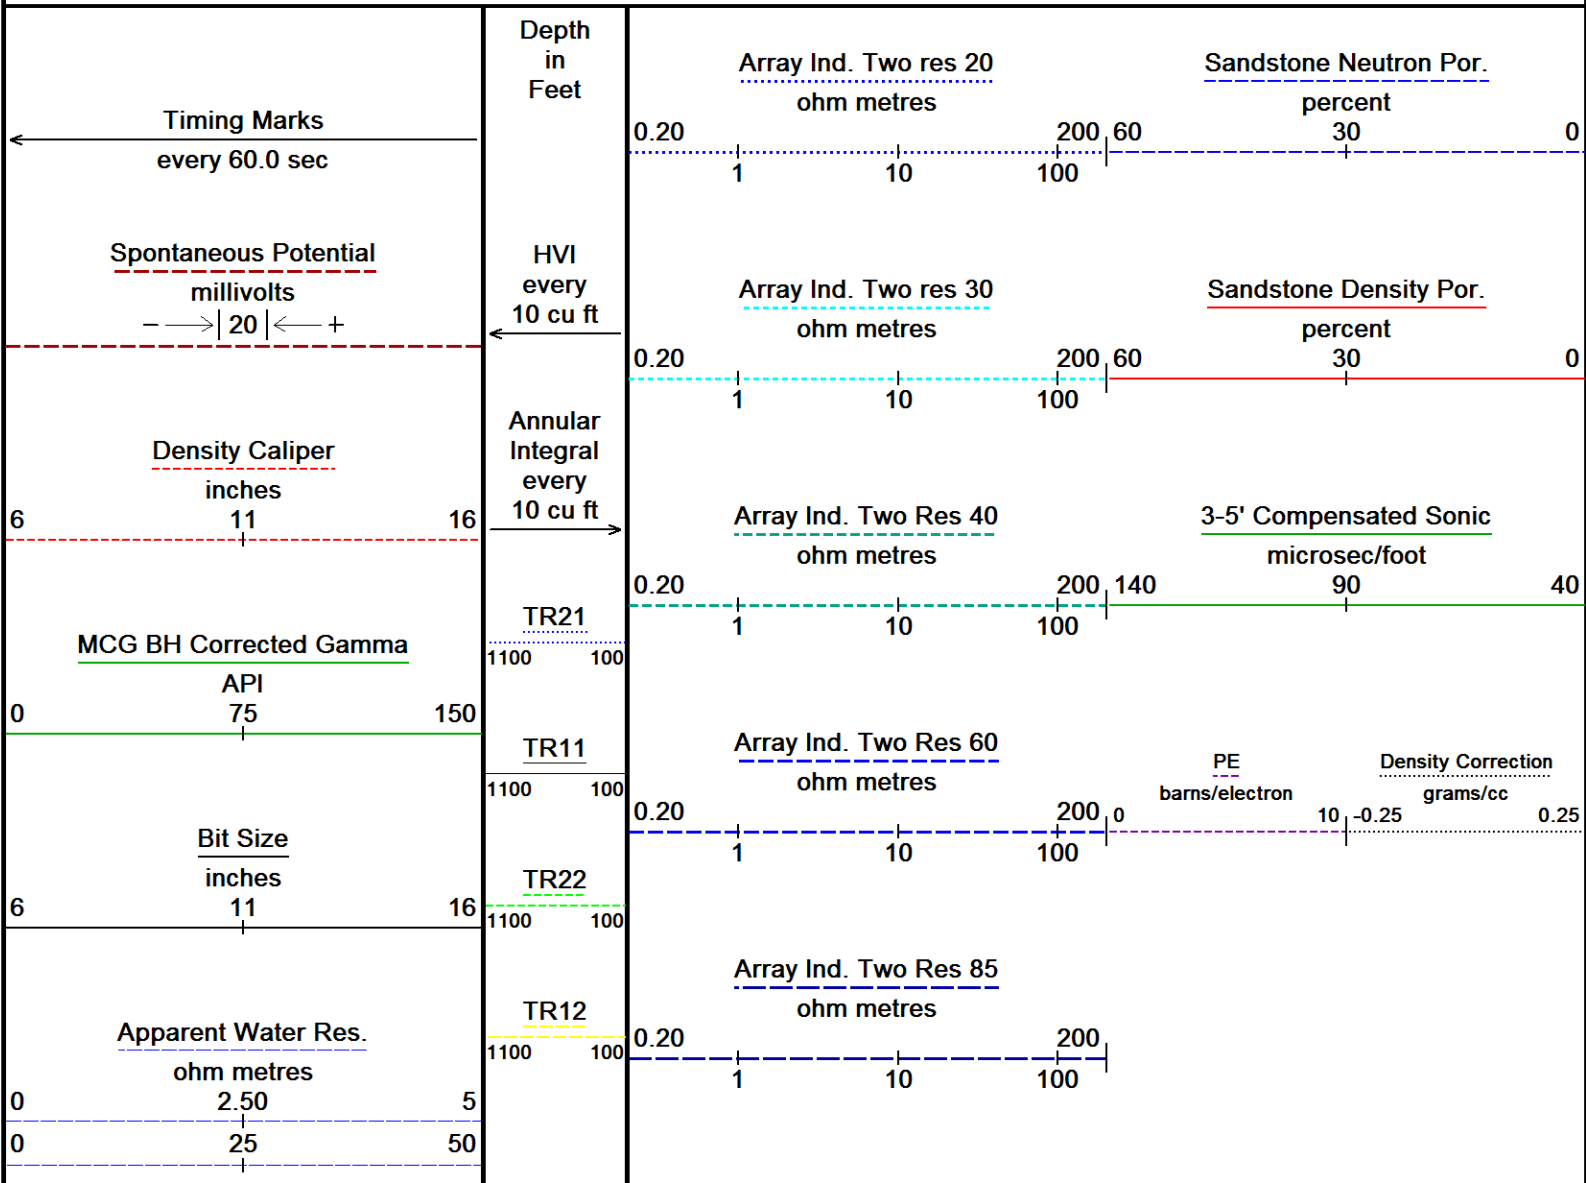 Timing Marks
every 60.0 sec
Spontaneous Potential
millivolts
− 20 +
Density Caliper
inches
6 11 16
MCG BH Corrected Gamma
API
0 75 150
Bit Size
inches
6 11 16
Apparent Water Res.
ohm metres
0 2.50 5
0 25 50
Depth
in
Feet
HVI
every
10 cu ft
Annular
Integral
every
10 cu ft
TR21
1100 100
TR11
1100 100
TR22
1100 100
TR12
1100 100
Array Ind. Two res 20
ohm metres
0.20 200
1 10 100
Array Ind. Two res 30
ohm metres
0.20 200
1 10 100
Array Ind. Two Res 40
ohm metres
0.20 200
1 10 100
Array Ind. Two Res 60
ohm metres
0.20 200
1 10 100
Array Ind. Two Res 85
ohm metres
0.20 200
1 10 100
Sandstone Neutron Por.
percent
60 30 0
Sandstone Density Por.
percent
60 30 0
3-5' Compensated Sonic
microsec/foot
140 90 40
PE
barns/electron
0 10
Density Correction
grams/cc
-0.25 0.25